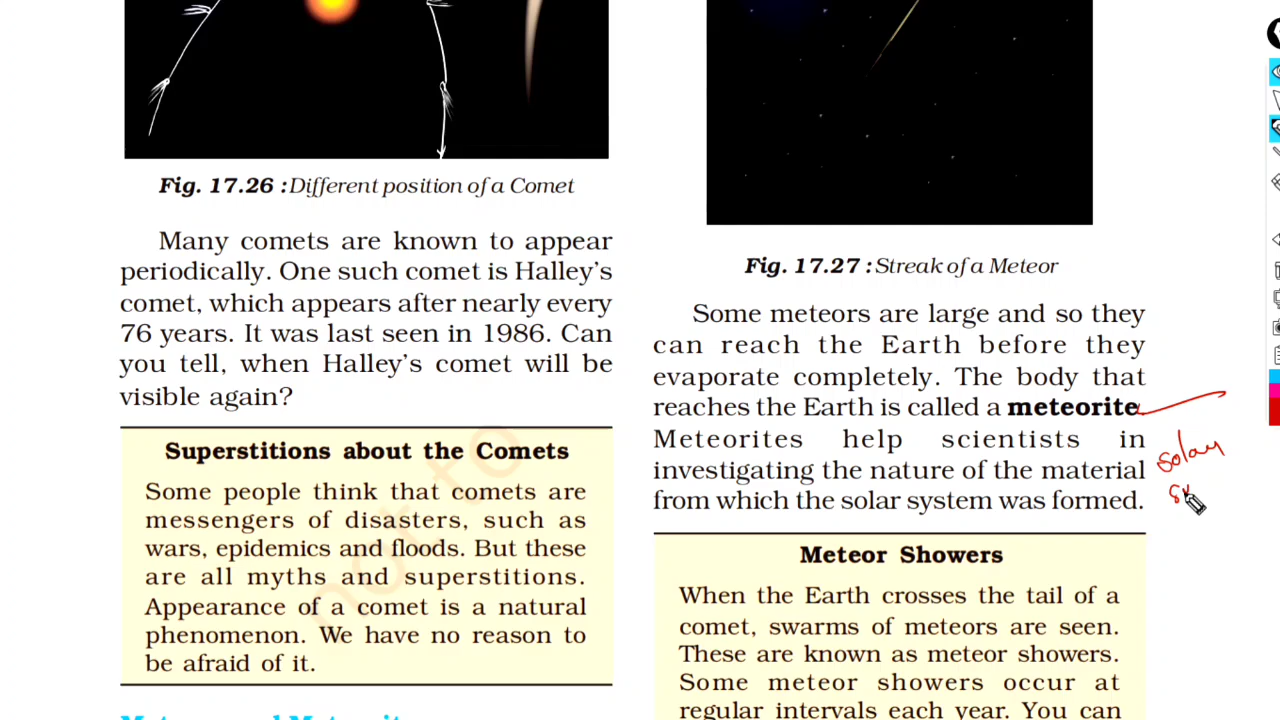 Fig. 17.26 : Different position of a Comet
Many comets are known to appear
periodically. One such comet is Halley's
comet, which appears after nearly every
76 years. It was last seen in 1986. Can
you tell, when Halley's comet will be
visible again?
Superstitions about the Comets
Some people think that comets are
messengers of disasters, such as
wars, epidemics and floods. But these
are all myths and superstitions.
Appearance of a comet is a natural
phenomenon. We have no reason to
be afraid of it.
not to
Fig. 17.27 : Streak of a Meteor
Some meteors are large and so they
can reach the Earth before they
evaporate completely. The body that
reaches the Earth is called a meteorite
Meteorites help scientists in
investigating the nature of the material
from which the solar system was formed.
solar
Meteor Showers
When the Earth crosses the tail of a
comet, swarms of meteors are seen.
These are known as meteor showers.
Some meteor showers occur at
regular intervals each year. You can